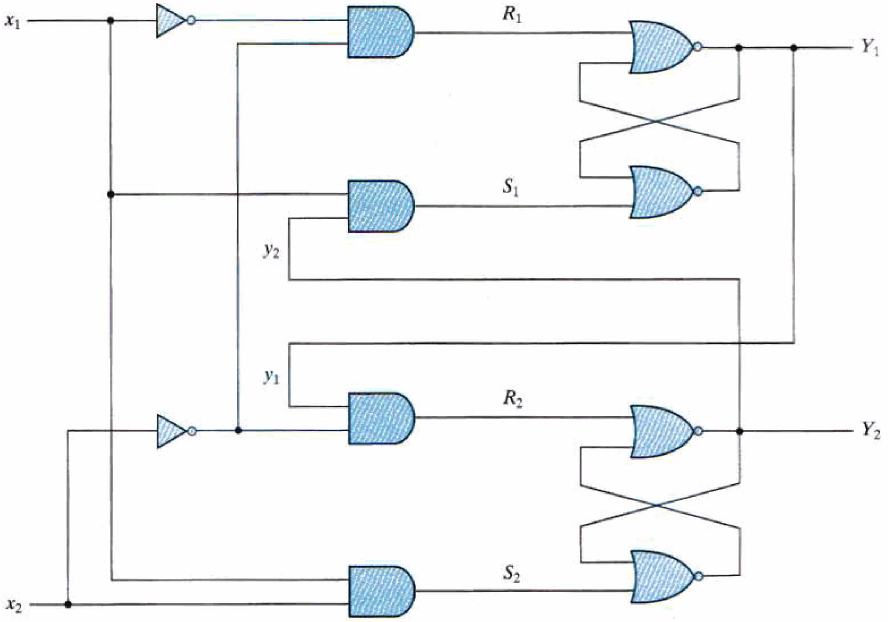 x₁
R₁
Y₁
S₁
y₂
y₁
R₂
Y₂
S₂
x₂